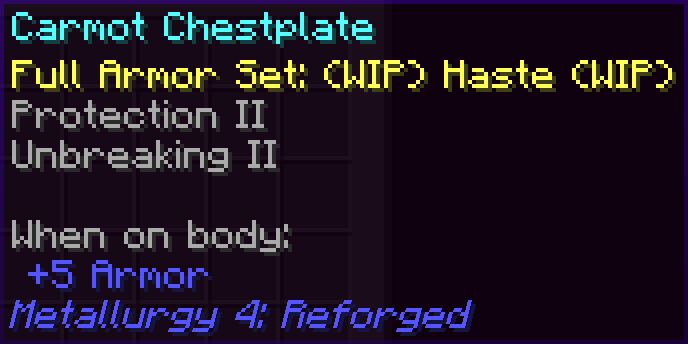 Carmot Chestplate
Full Armor Set: (WIP) Haste (WIP)
Protection II
Unbreaking II
When on body:
+5 Armor
Metallurgy 4: Reforged